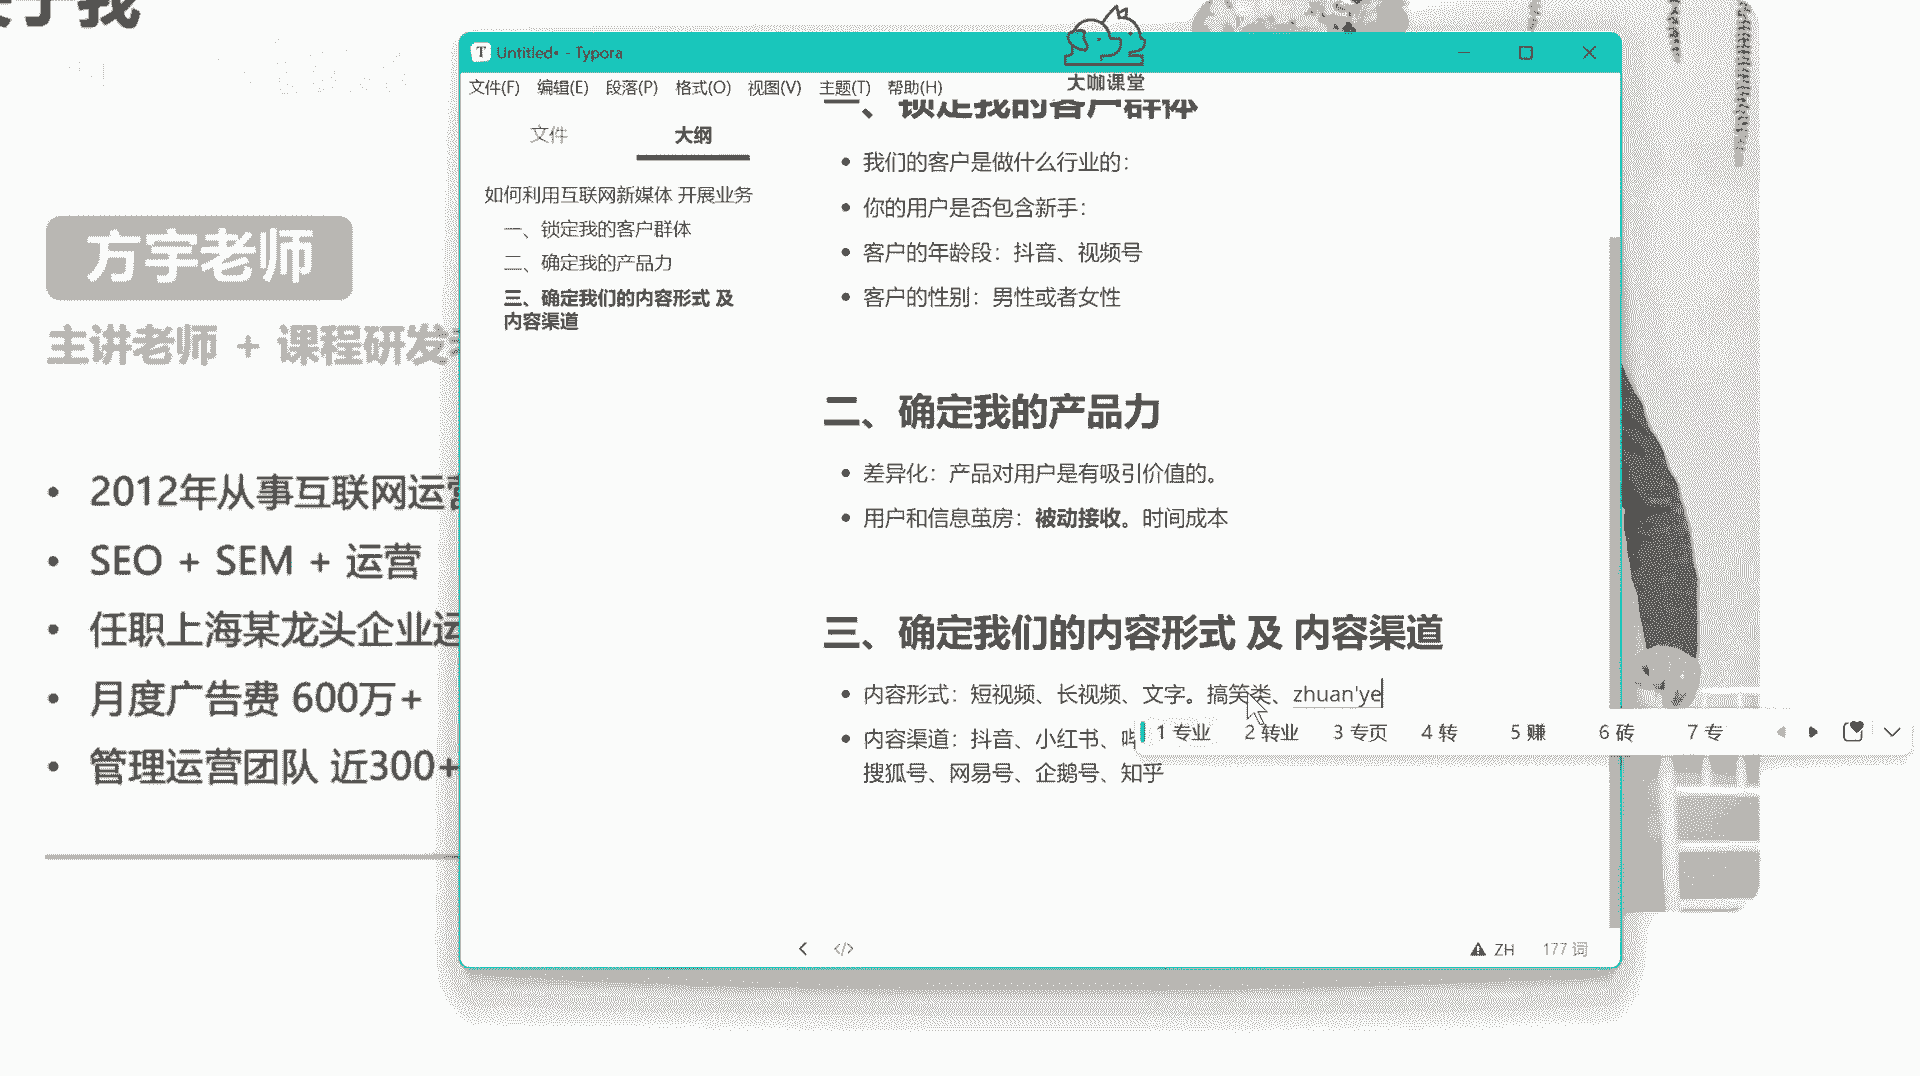 Untitled• - Typora
大咖课堂
文件(F) 编辑(E) 段落(P) 格式(O) 视图(V) 主题(T) 帮助(H)
文件 大纲
如何利用互联网新媒体 开展业务
一、锁定我的客户群体
二、确定我的产品力
三、确定我们的内容形式 及
内容渠道
锁定我的客户群体
• 我们的客户是做什么行业的：
• 你的用户是否包含新手：
• 客户的年龄段：抖音、视频号
• 客户的性别：男性或者女性
二、确定我的产品力
• 差异化：产品对用户是有吸引价值的。
• 用户和信息茧房：被动接收。时间成本
三、确定我们的内容形式 及 内容渠道
• 内容形式：短视频、长视频、文字。搞笑类、zhuan'ye
1 专业 2 转业 3 专页 4 转 5 赚 6 砖 7 专
• 内容渠道：抖音、小红书、
搜狐号、网易号、企鹅号、知乎
ZH 177 词
方宇老师
主讲老师 + 课程研发
• 2012年从事互联网运营
• SEO + SEM + 运营
• 任职上海某龙头企业运
• 月度广告费 600万+
• 管理运营团队 近300+